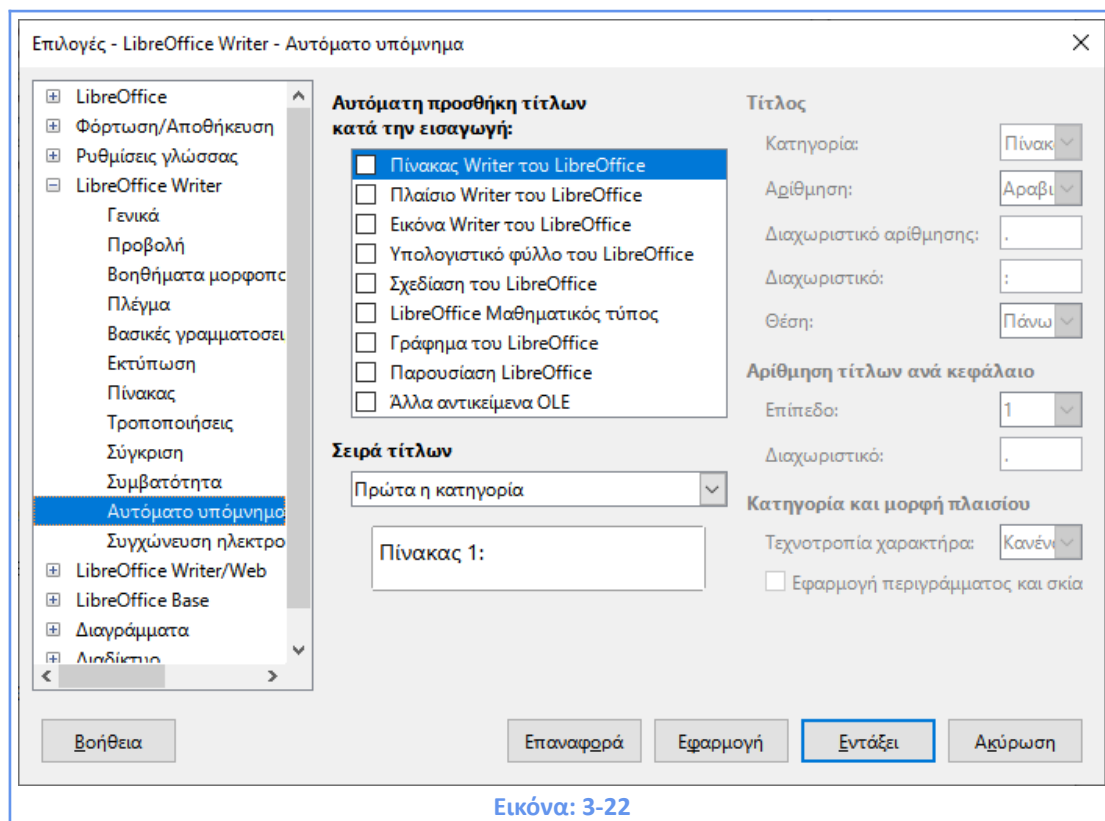 Επιλογές - LibreOffice Writer - Αυτόματο υπόμνημα
LibreOffice
Φόρτωση/Αποθήκευση
Ρυθμίσεις γλώσσας
LibreOffice Writer
Γενικά
Προβολή
Βοηθήματα μορφοπο
Πλέγμα
Βασικές γραμματοσει
Εκτύπωση
Πίνακας
Τροποποιήσεις
Σύγκριση
Συμβατότητα
Αυτόματο υπόμνημα
Συγχώνευση ηλεκτρο
LibreOffice Writer/Web
LibreOffice Base
Διαγράμματα
Διαδίκτυο
Αυτόματη προσθήκη τίτλων
κατά την εισαγωγή:
Πίνακας Writer του LibreOffice
Πλαίσιο Writer του LibreOffice
Εικόνα Writer του LibreOffice
Υπολογιστικό φύλλο του LibreOffice
Σχεδίαση του LibreOffice
LibreOffice Μαθηματικός τύπος
Γράφημα του LibreOffice
Παρουσίαση LibreOffice
Άλλα αντικείμενα OLE
Σειρά τίτλων
Πρώτα η κατηγορία
Πίνακας 1:
Τίτλος
Κατηγορία: Πίνακ
Αρίθμηση: Αραβι
Διαχωριστικό αρίθμησης: .
Διαχωριστικό: :
Θέση: Πάνω
Αρίθμηση τίτλων ανά κεφάλαιο
Επίπεδο: 1
Διαχωριστικό: .
Κατηγορία και μορφή πλαισίου
Τεχνοτροπία χαρακτήρα: Κανένα
Εφαρμογή περιγράμματος και σκία
Βοήθεια Επαναφορά Εφαρμογή Εντάξει Ακύρωση
Εικόνα: 3-22